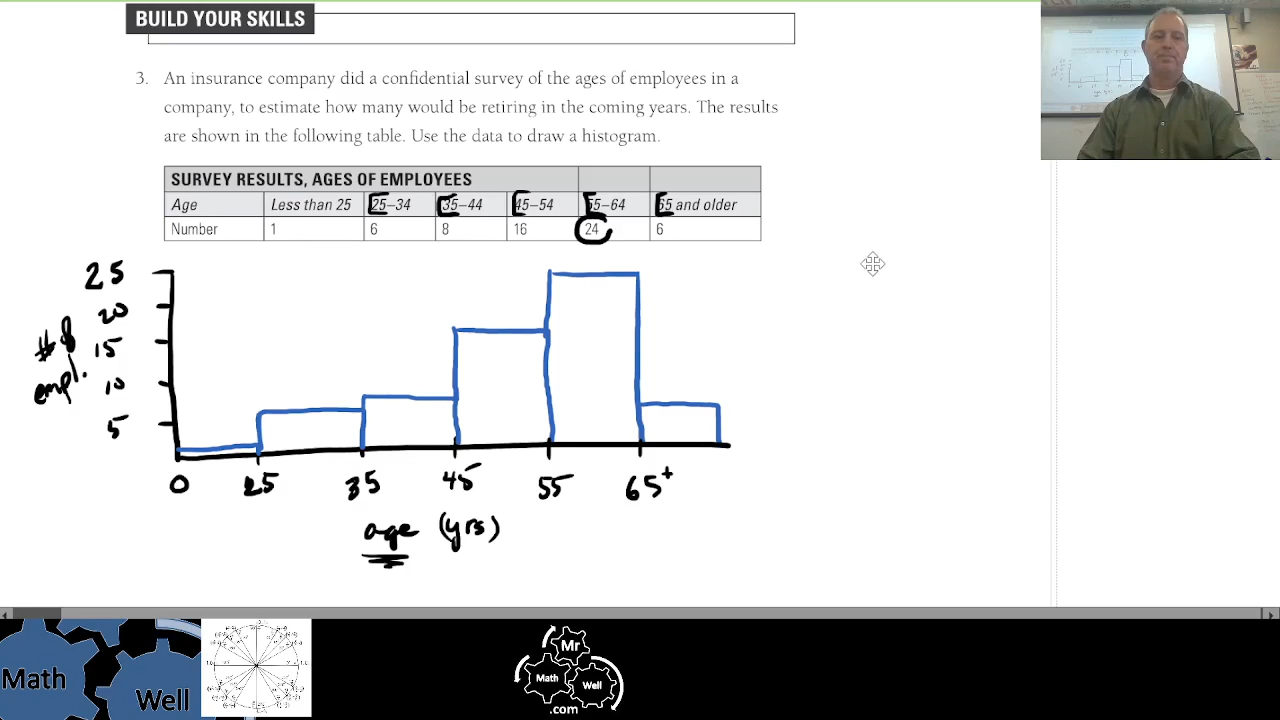 BUILD YOUR SKILLS
3. An insurance company did a confidential survey of the ages of employees in a
company, to estimate how many would be retiring in the coming years. The results
are shown in the following table. Use the data to draw a histogram.
SURVEY RESULTS, AGES OF EMPLOYEES
Age Less than 25 25–34 35–44 45–54 55–64 65 and older
Number 1 6 8 16 24 6
25
20
15
10
5
# of
empl.
0 25 35 45 55 65+
age (yrs)
Math
Well
Mr
Math
Well
.com